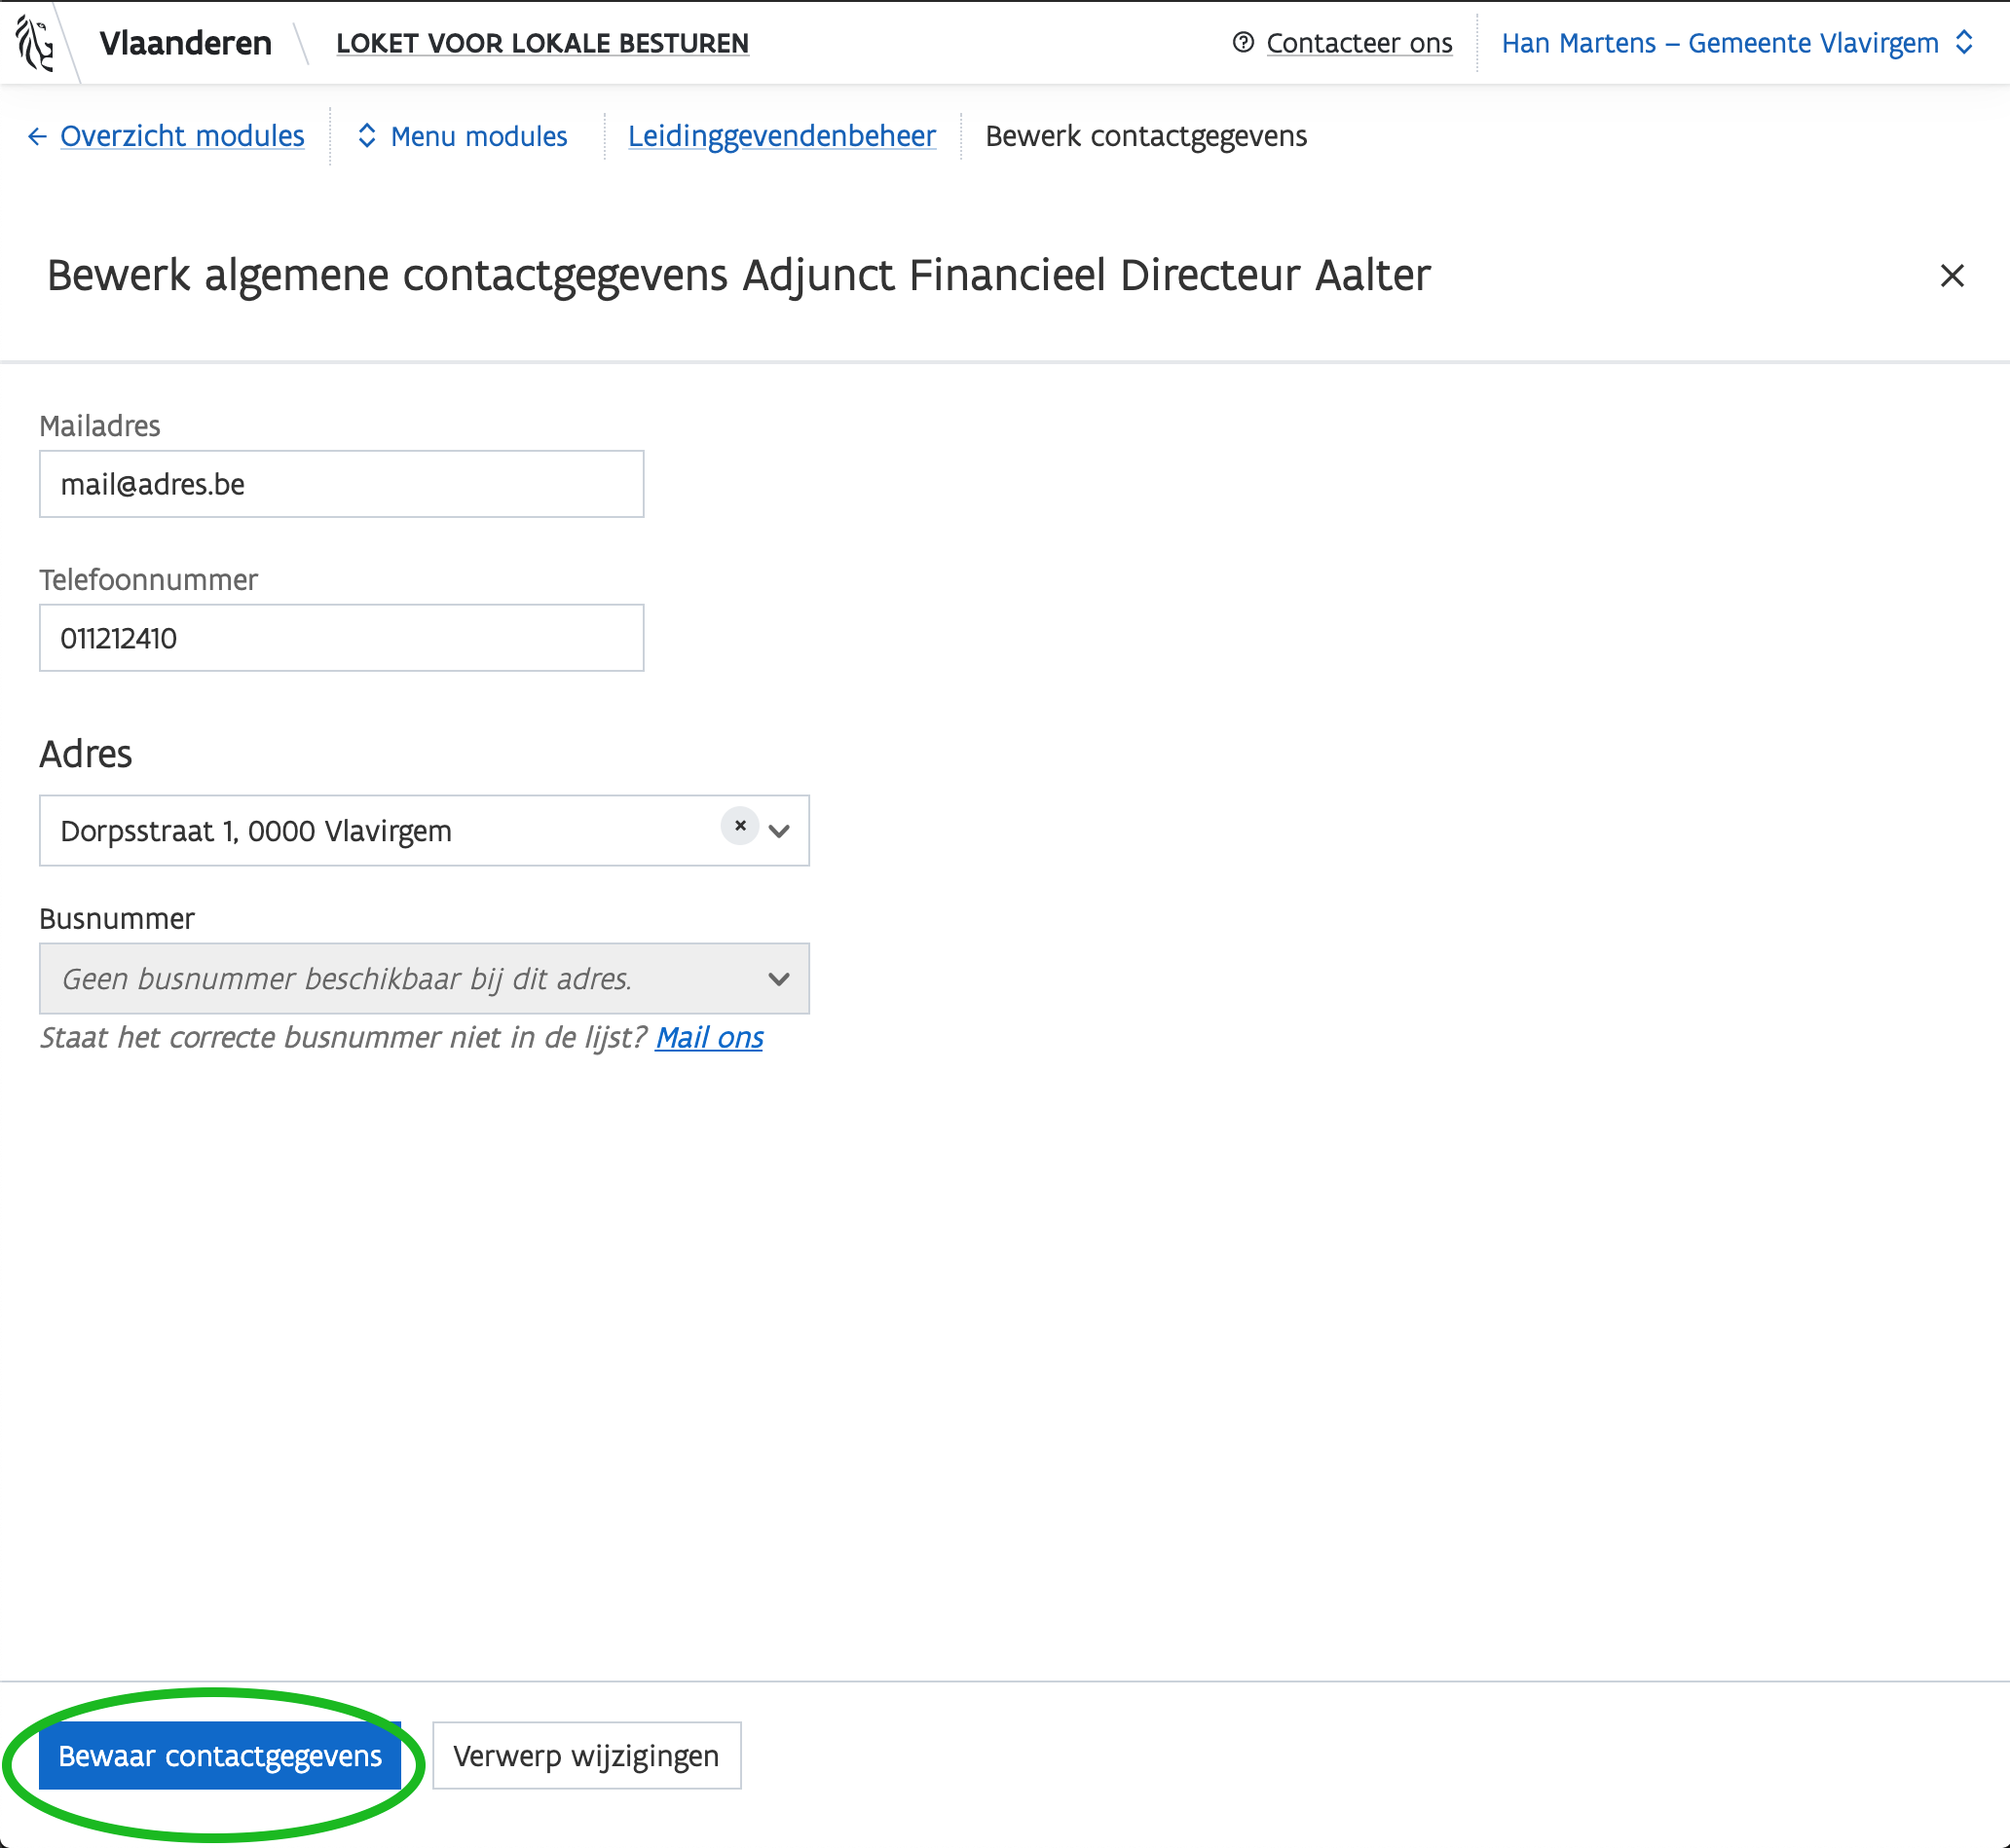 Vlaanderen LOKET VOOR LOKALE BESTUREN Contacteer ons Han Martens – Gemeente Vlavirgem
Overzicht modules Menu modules Leidinggevendenbeheer Bewerk contactgegevens
Bewerk algemene contactgegevens Adjunct Financieel Directeur Aalter
Mailadres
mail@adres.be
Telefoonnummer
011212410
Adres
Dorpsstraat 1, 0000 Vlavirgem
Busnummer
Geen busnummer beschikbaar bij dit adres.
Staat het correcte busnummer niet in de lijst? Mail ons
Bewaar contactgegevens Verwerp wijzigingen